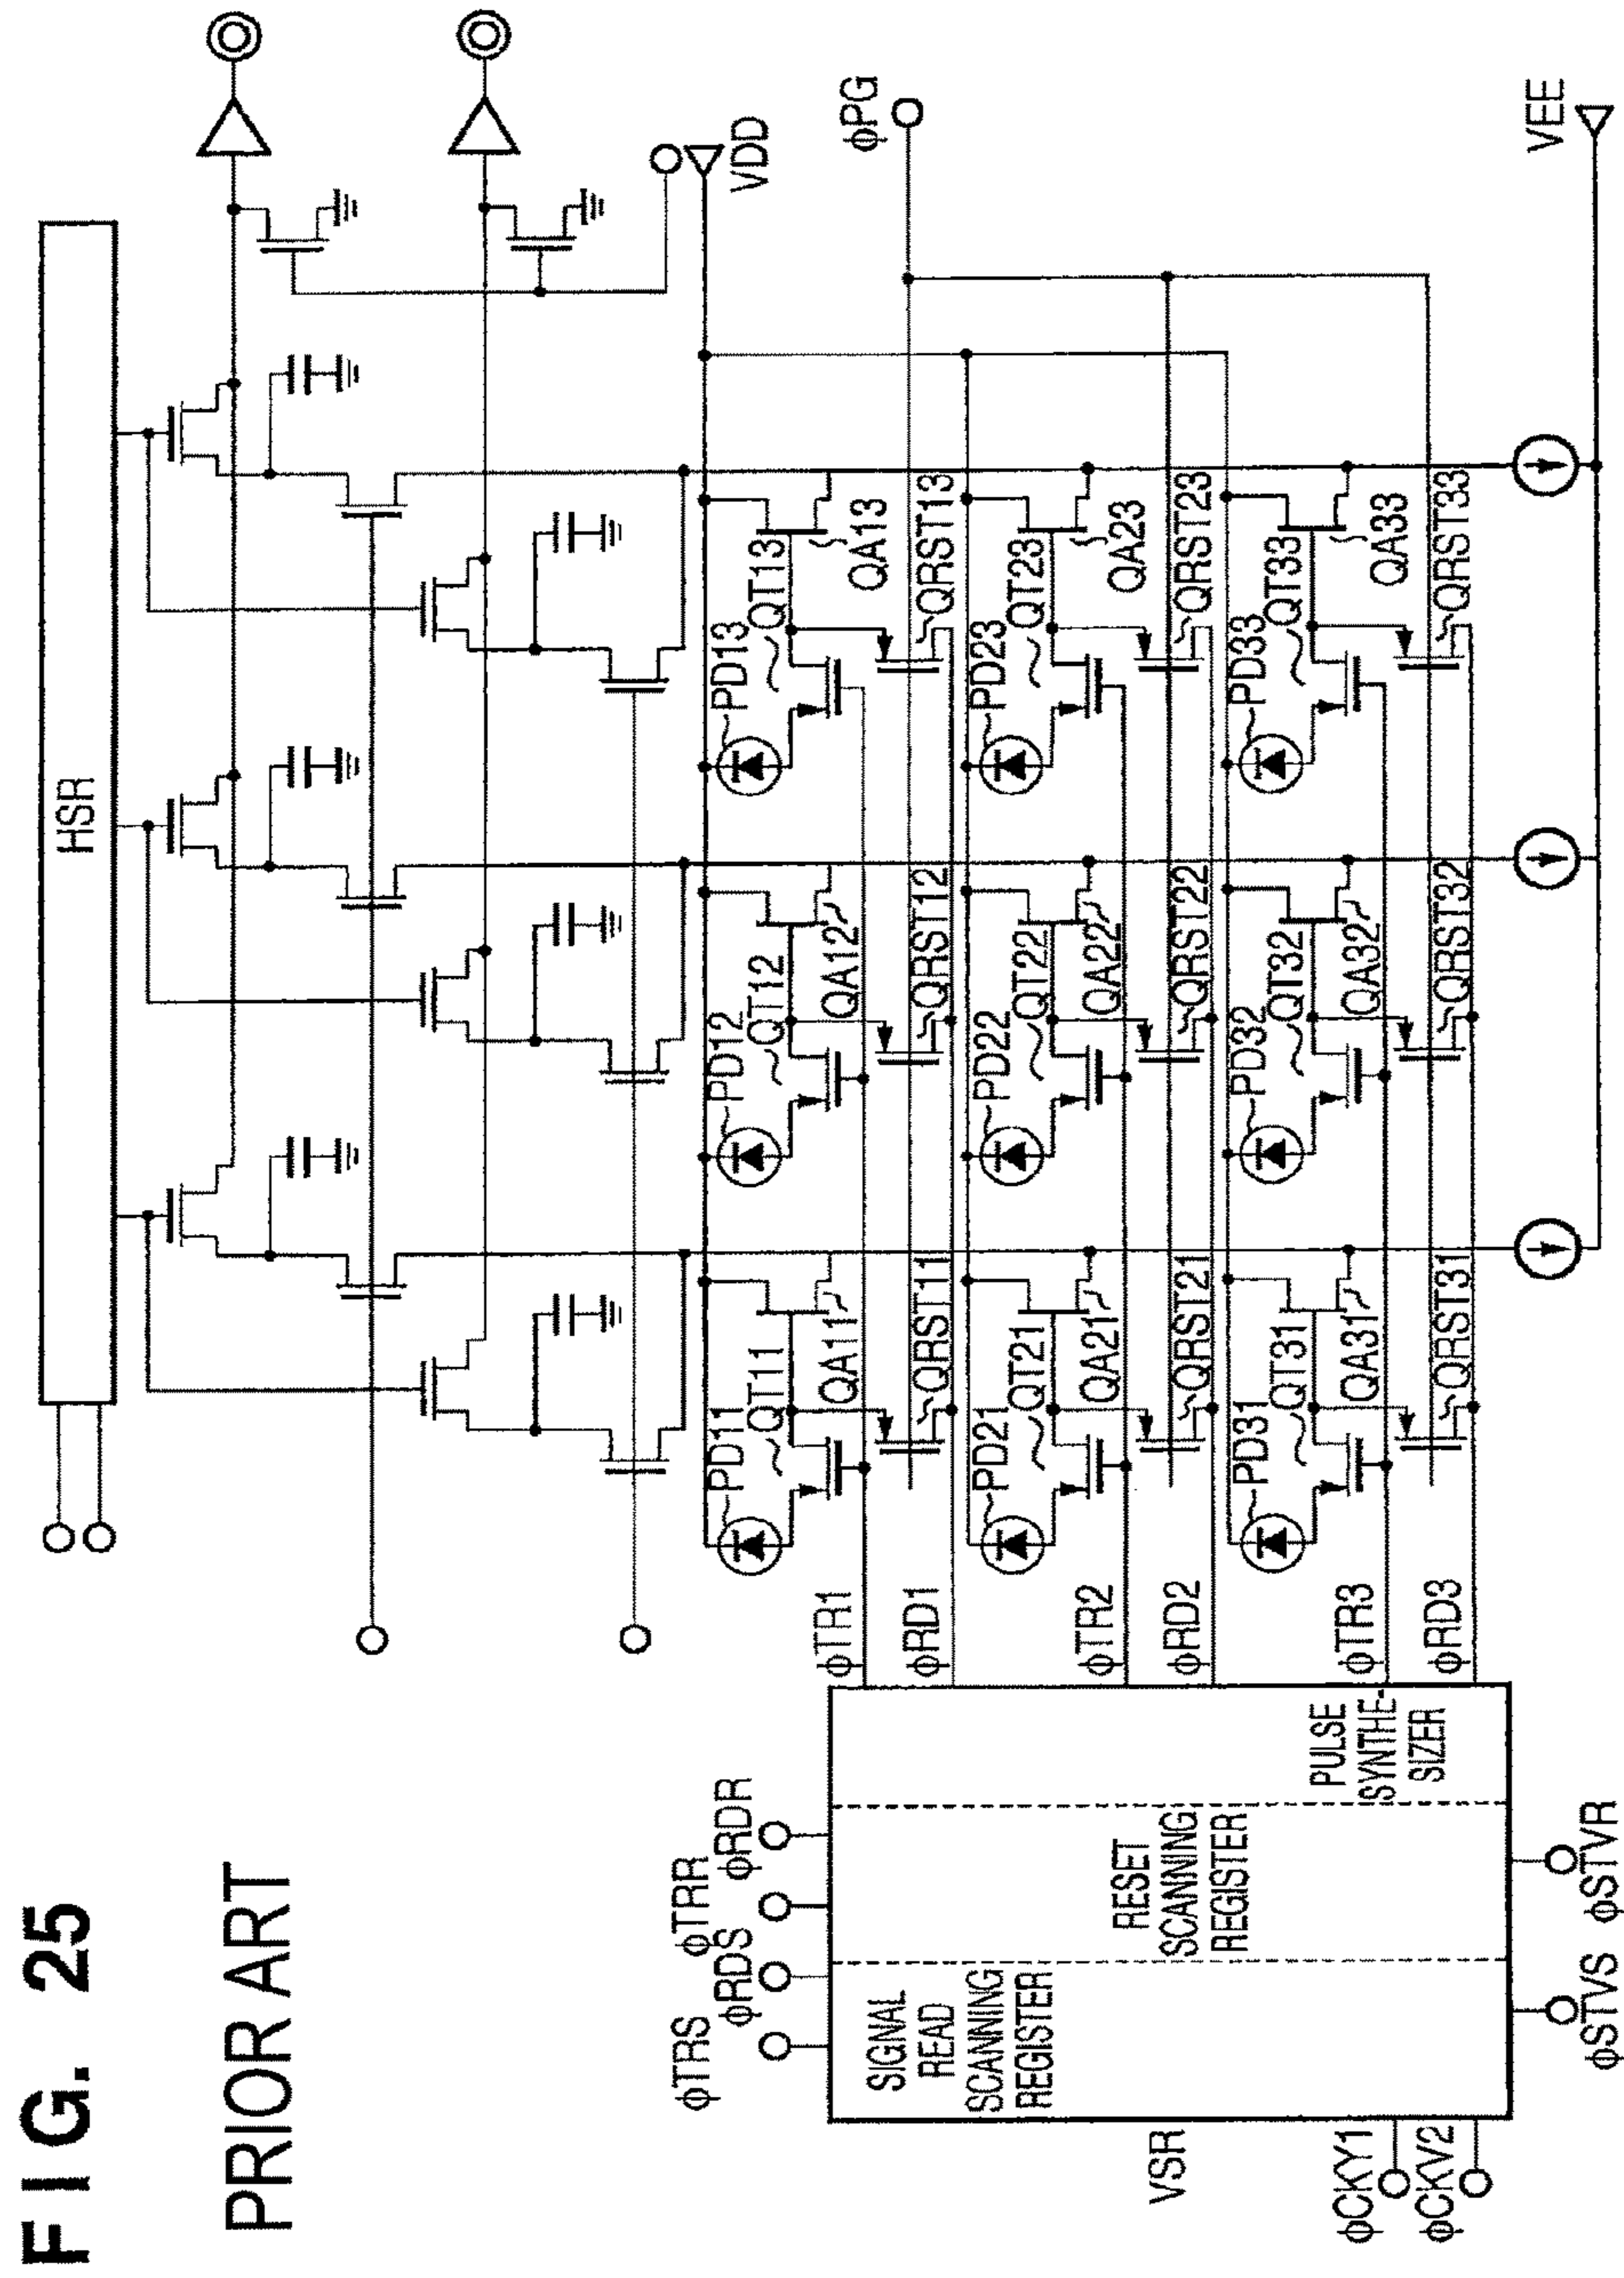 FIG. 25
PRIOR ART
HSR
VDD
φPG
VEE
PD11
QT11
QA11
QRST11
PD12
QT12
QA12
QRST12
PD13
QT13
QA13
QRST13
PD21
QT21
QA21
QRST21
PD22
QT22
QA22
QRST22
PD23
QT23
QA23
QRST23
PD31
QT31
QA31
QRST31
PD32
QT32
QA32
QRST32
PD33
QT33
QA33
QRST33
φTR1
φRD1
φTR2
φRD2
φTR3
φRD3
φTRS
φRDS
φTRR
φRDR
SIGNAL
READ
SCANNING
REGISTER
RESET
SCANNING
REGISTER
PULSE
SYNTHE-
SIZER
VSR
φCKY1
φCKV2
φSTVS
φSTVR